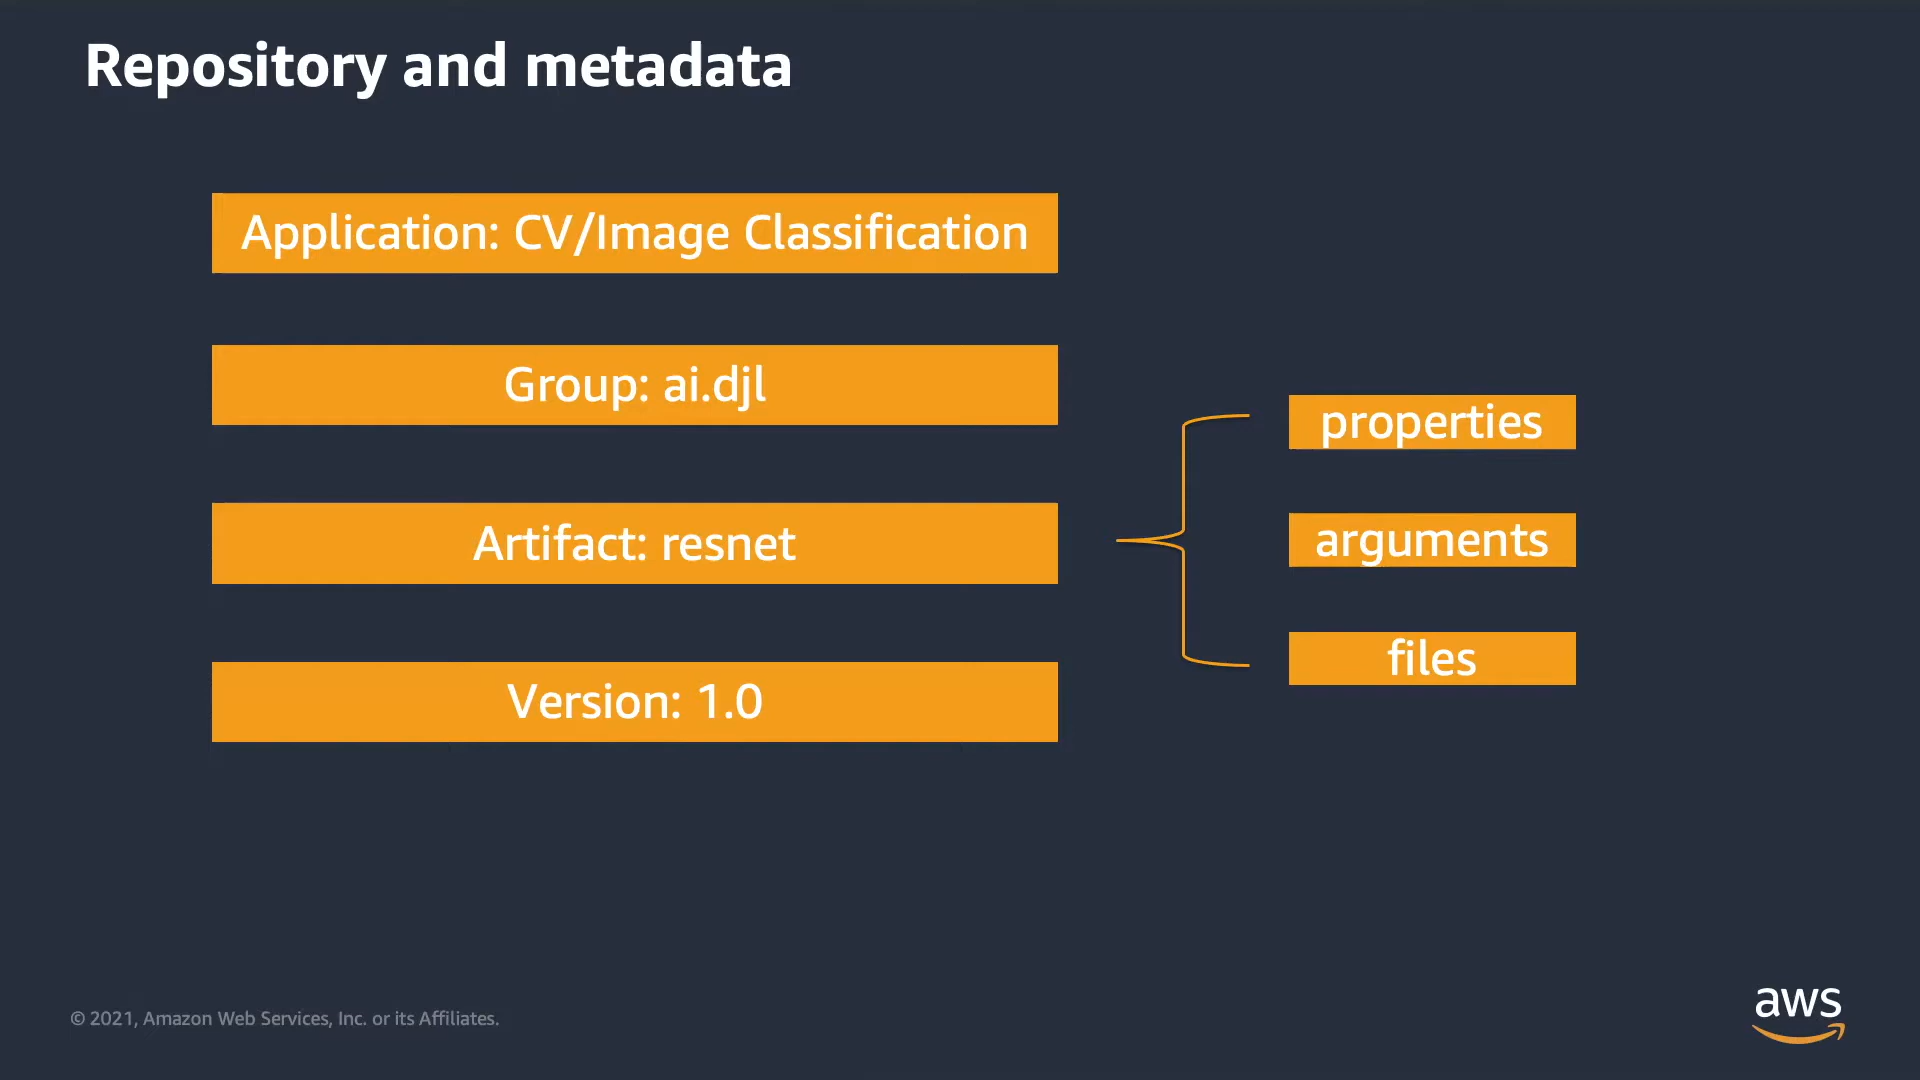 Repository and metadata
Application: CV/Image Classification
Group: ai.djl
Artifact: resnet
Version: 1.0
properties
arguments
files
© 2021, Amazon Web Services, Inc. or its Affiliates.
aws